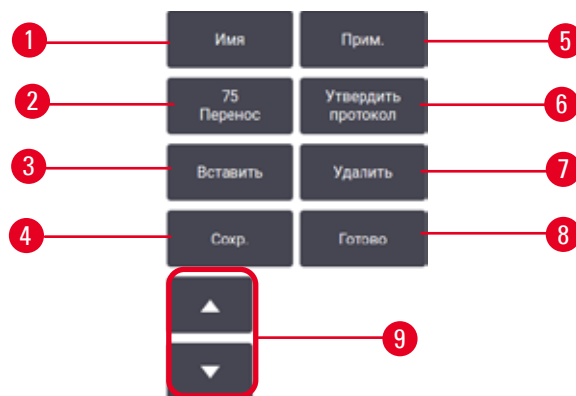 1
Имя
Прим.
5
2
75
Перенос
Утвердить
протокол
6
3
Вставить
Удалить
7
4
Сохр.
Готово
8
9